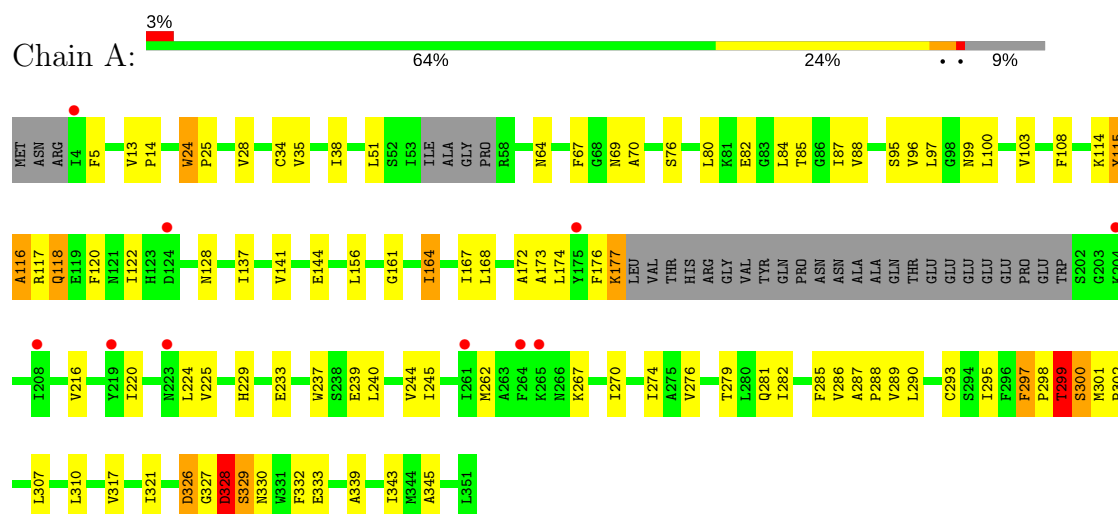 3%
Chain A:
64% 24% • • 9%
MET ASN ARG I4 F5 V13 P14 W24 P25 V28 C34 V35 I38 L51 S52 I53 ILE ALA GLY PRO R58 N64 F67 G68 N69 A70 S76 L80 K81 E82 G83 L84 T85 G86 I87 V88 S95 V96 L97 G98 N99 L100 V103 F108 K114 Y115
A116 R117 Q118 E119 F120 N121 I122 H123 D124 N128 I137 V141 E144 L156 G161 I164 I167 L168 A172 A173 L174 Y175 F176 K177 LEU VAL THR HIS ARG GLY VAL TYR GLN PRO ASN ASN ALA ALA GLN THR GLU GLU GLU GLU GLU PRO GLU TRP S202 G203 K204
I208 V216 Y219 I220 N223 L224 V225 H229 E233 W237 S238 E239 L240 V244 I245 I261 M262 A263 F264 K265 N266 K267 I270 I274 A275 V276 T279 L280 Q281 I282 F285 V286 A287 P288 V289 L290 C293 S294 I295 F296 F297 P298 T299 S300 M301 P302
L307 L310 V317 I321 D326 G327 D328 S329 N330 W331 F332 E333 A339 I343 M344 A345 L351